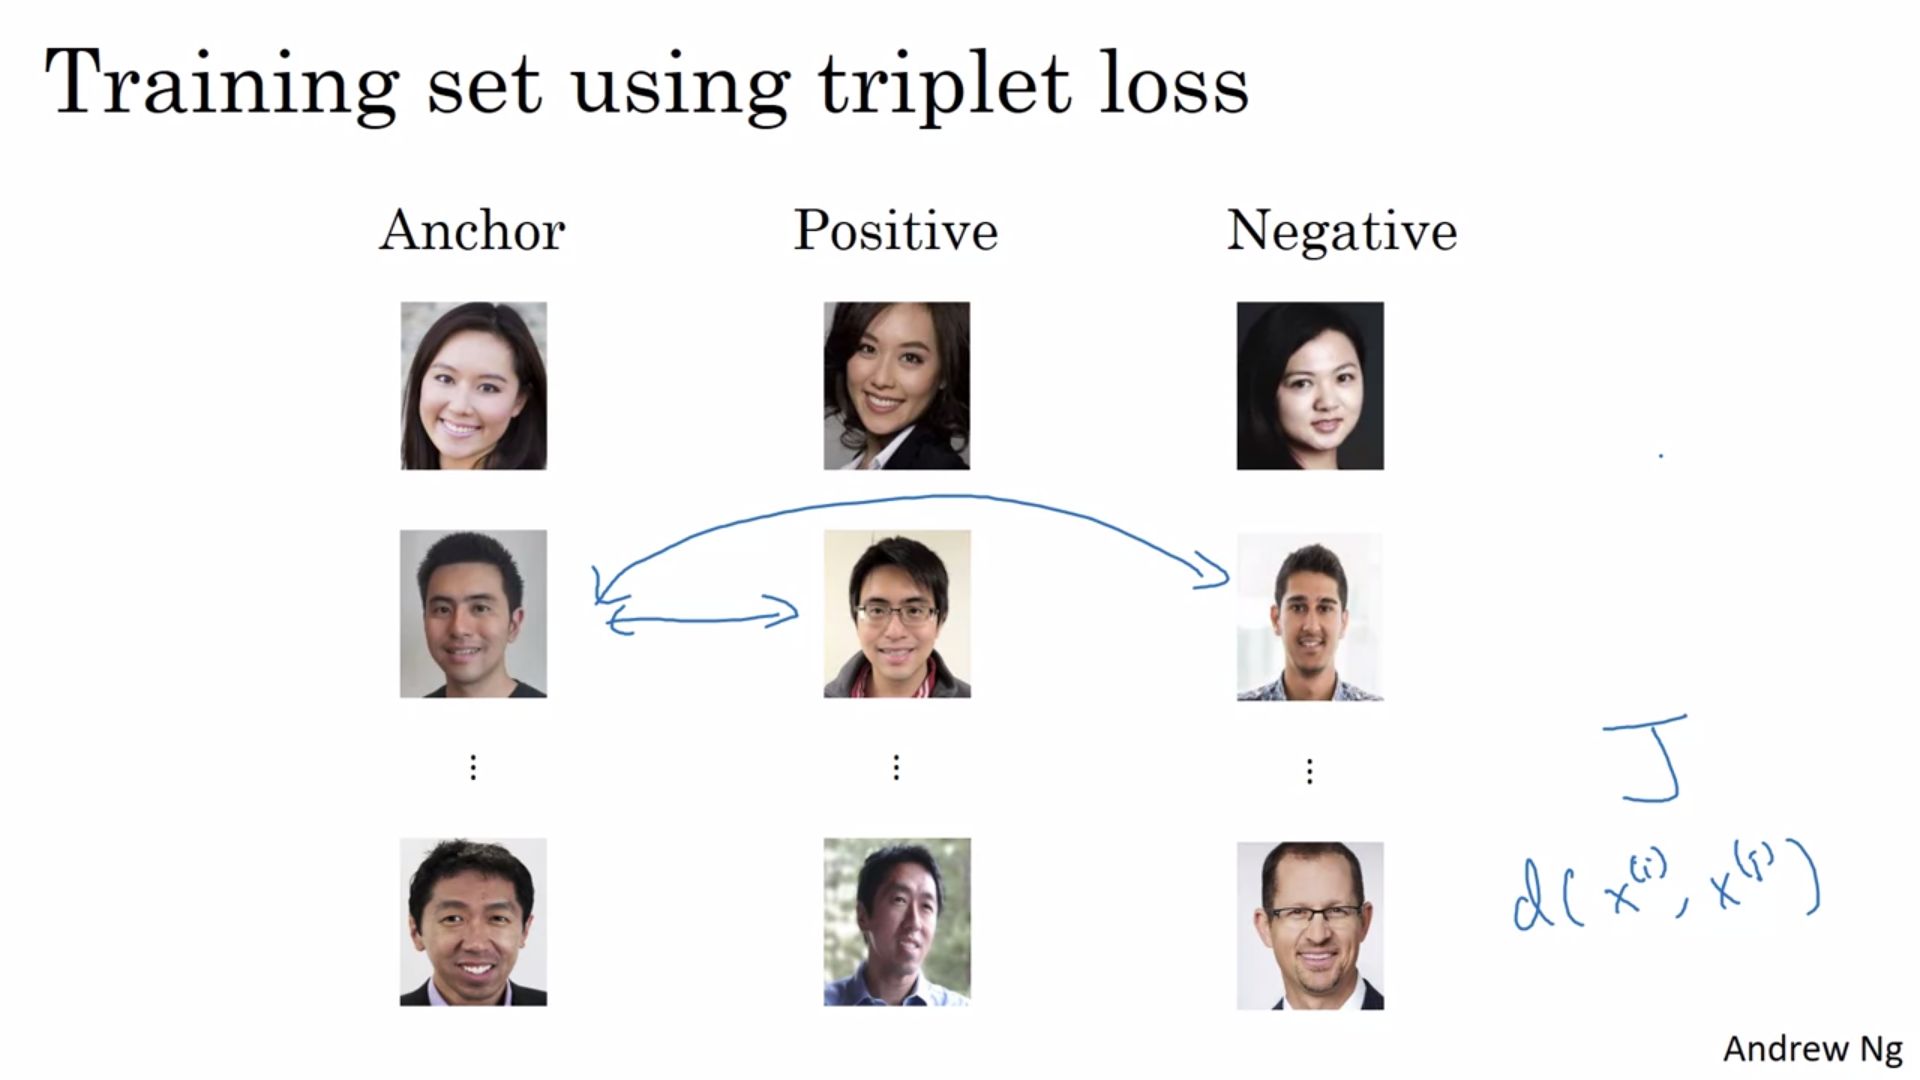 Training set using triplet loss
Anchor Positive Negative
⋮ ⋮ ⋮
J
d(x^(i), x^(j))
Andrew Ng